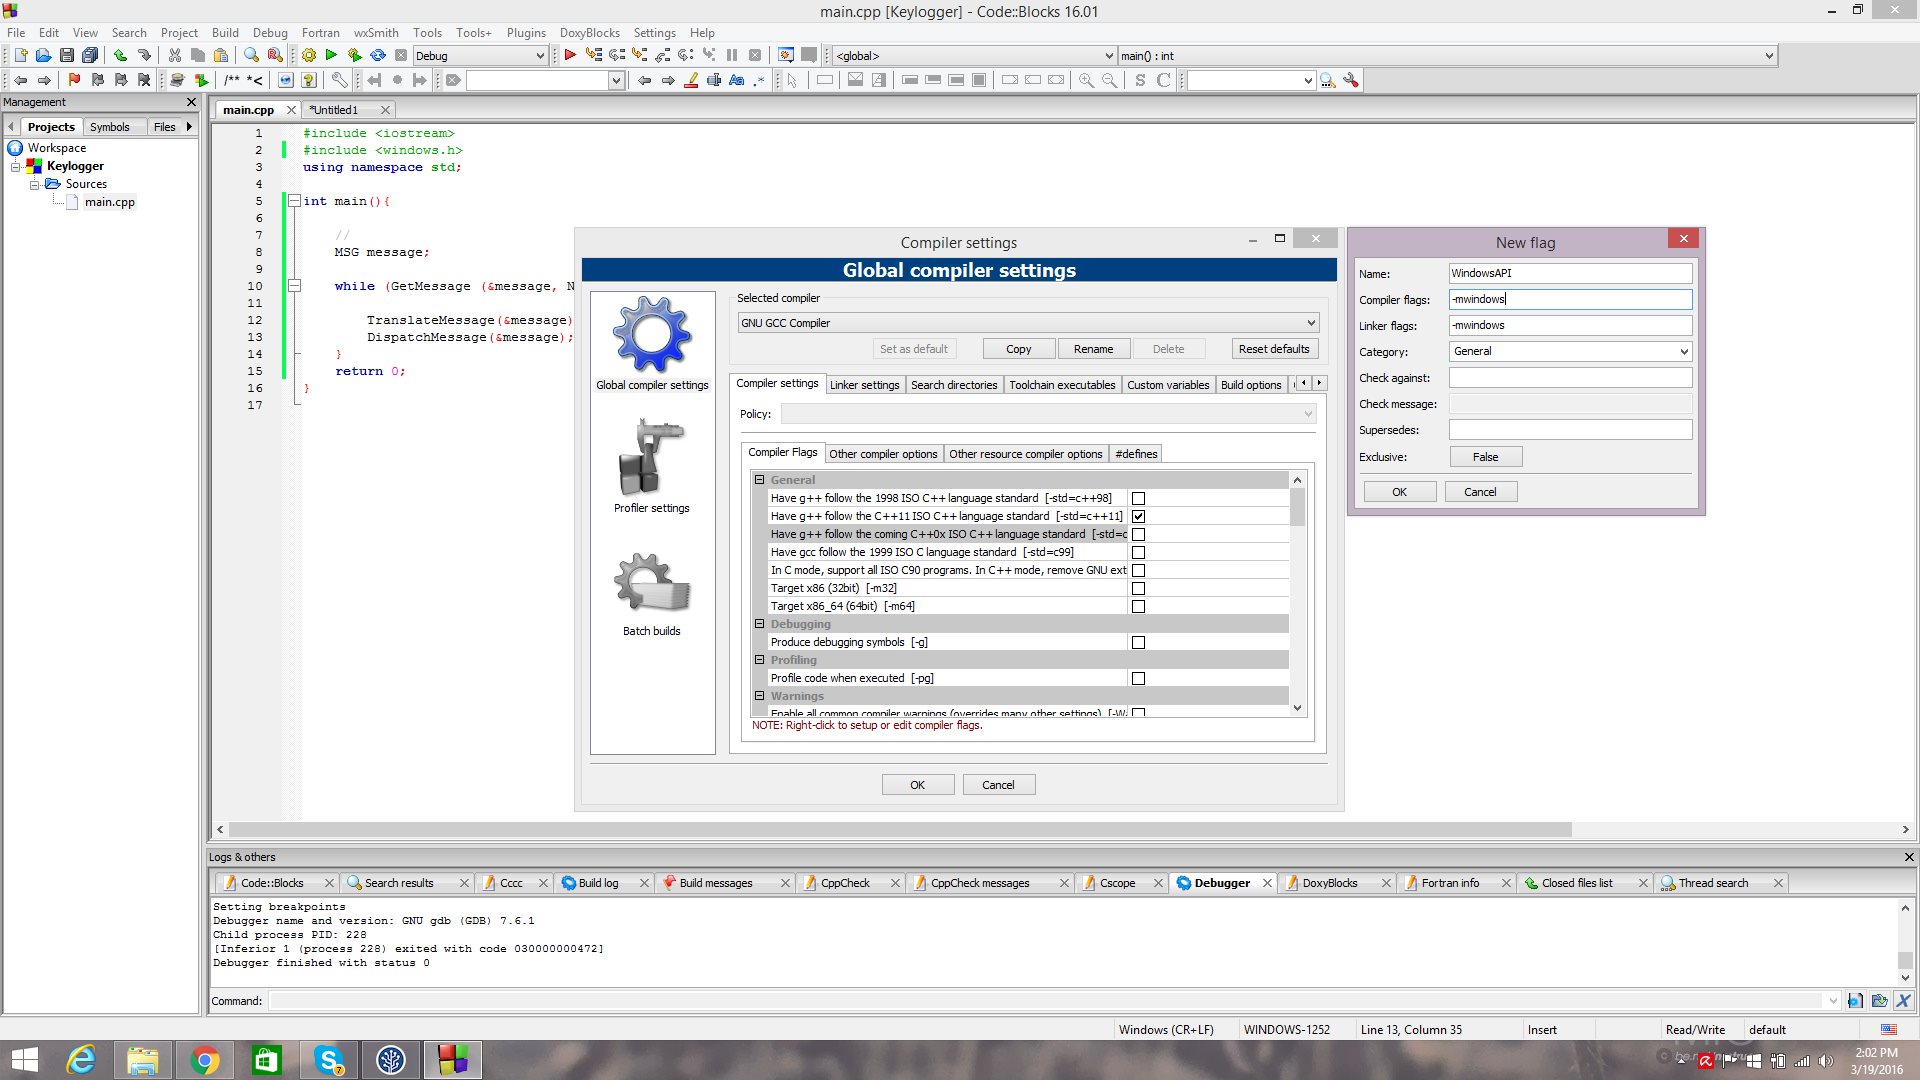 main.cpp [Keylogger] - Code::Blocks 16.01
File Edit View Search Project Build Debug Fortran wxSmith Tools Tools+ Plugins DoxyBlocks Settings Help
Debug
<global>
main() : int
/** *<
Aa .*
S C
Management
Projects Symbols Files
Workspace
Keylogger
Sources
main.cpp
main.cpp *Untitled1
1 #include <iostream>
2 #include <windows.h>
3 using namespace std;
4
5 int main(){
6
7 //
8 MSG message;
9
10 while (GetMessage (&message, N
11
12 TranslateMessage(&message)
13 DispatchMessage(&message);
14 }
15 return 0;
16 }
17
Compiler settings
Global compiler settings
Global compiler settings
Profiler settings
Batch builds
Selected compiler
GNU GCC Compiler
Set as default Copy Rename Delete Reset defaults
Compiler settings Linker settings Search directories Toolchain executables Custom variables Build options
Policy:
Compiler Flags Other compiler options Other resource compiler options #defines
General
Have g++ follow the 1998 ISO C++ language standard [-std=c++98]
Have g++ follow the C++11 ISO C++ language standard [-std=c++11]
Have g++ follow the coming C++0x ISO C++ language standard [-std=c
Have gcc follow the 1999 ISO C language standard [-std=c99]
In C mode, support all ISO C90 programs. In C++ mode, remove GNU ext
Target x86 (32bit) [-m32]
Target x86_64 (64bit) [-m64]
Debugging
Produce debugging symbols [-g]
Profiling
Profile code when executed [-pg]
Warnings
Enable all common compiler warnings (overrides many other settings) [-Wa
NOTE: Right-click to setup or edit compiler flags.
OK Cancel
New flag
Name: WindowsAPI
Compiler flags: -mwindows
Linker flags: -mwindows
Category: General
Check against:
Check message:
Supersedes:
Exclusive: False
OK Cancel
Logs & others
Code::Blocks Search results Cccc Build log Build messages CppCheck CppCheck messages Cscope Debugger DoxyBlocks Fortran info Closed files list Thread search
Setting breakpoints
Debugger name and version: GNU gdb (GDB) 7.6.1
Child process PID: 228
[Inferior 1 (process 228) exited with code 030000000472]
Debugger finished with status 0
Command:
Windows (CR+LF) WINDOWS-1252 Line 13, Column 35 Insert Read/Write default
7
2:02 PM
3/19/2016